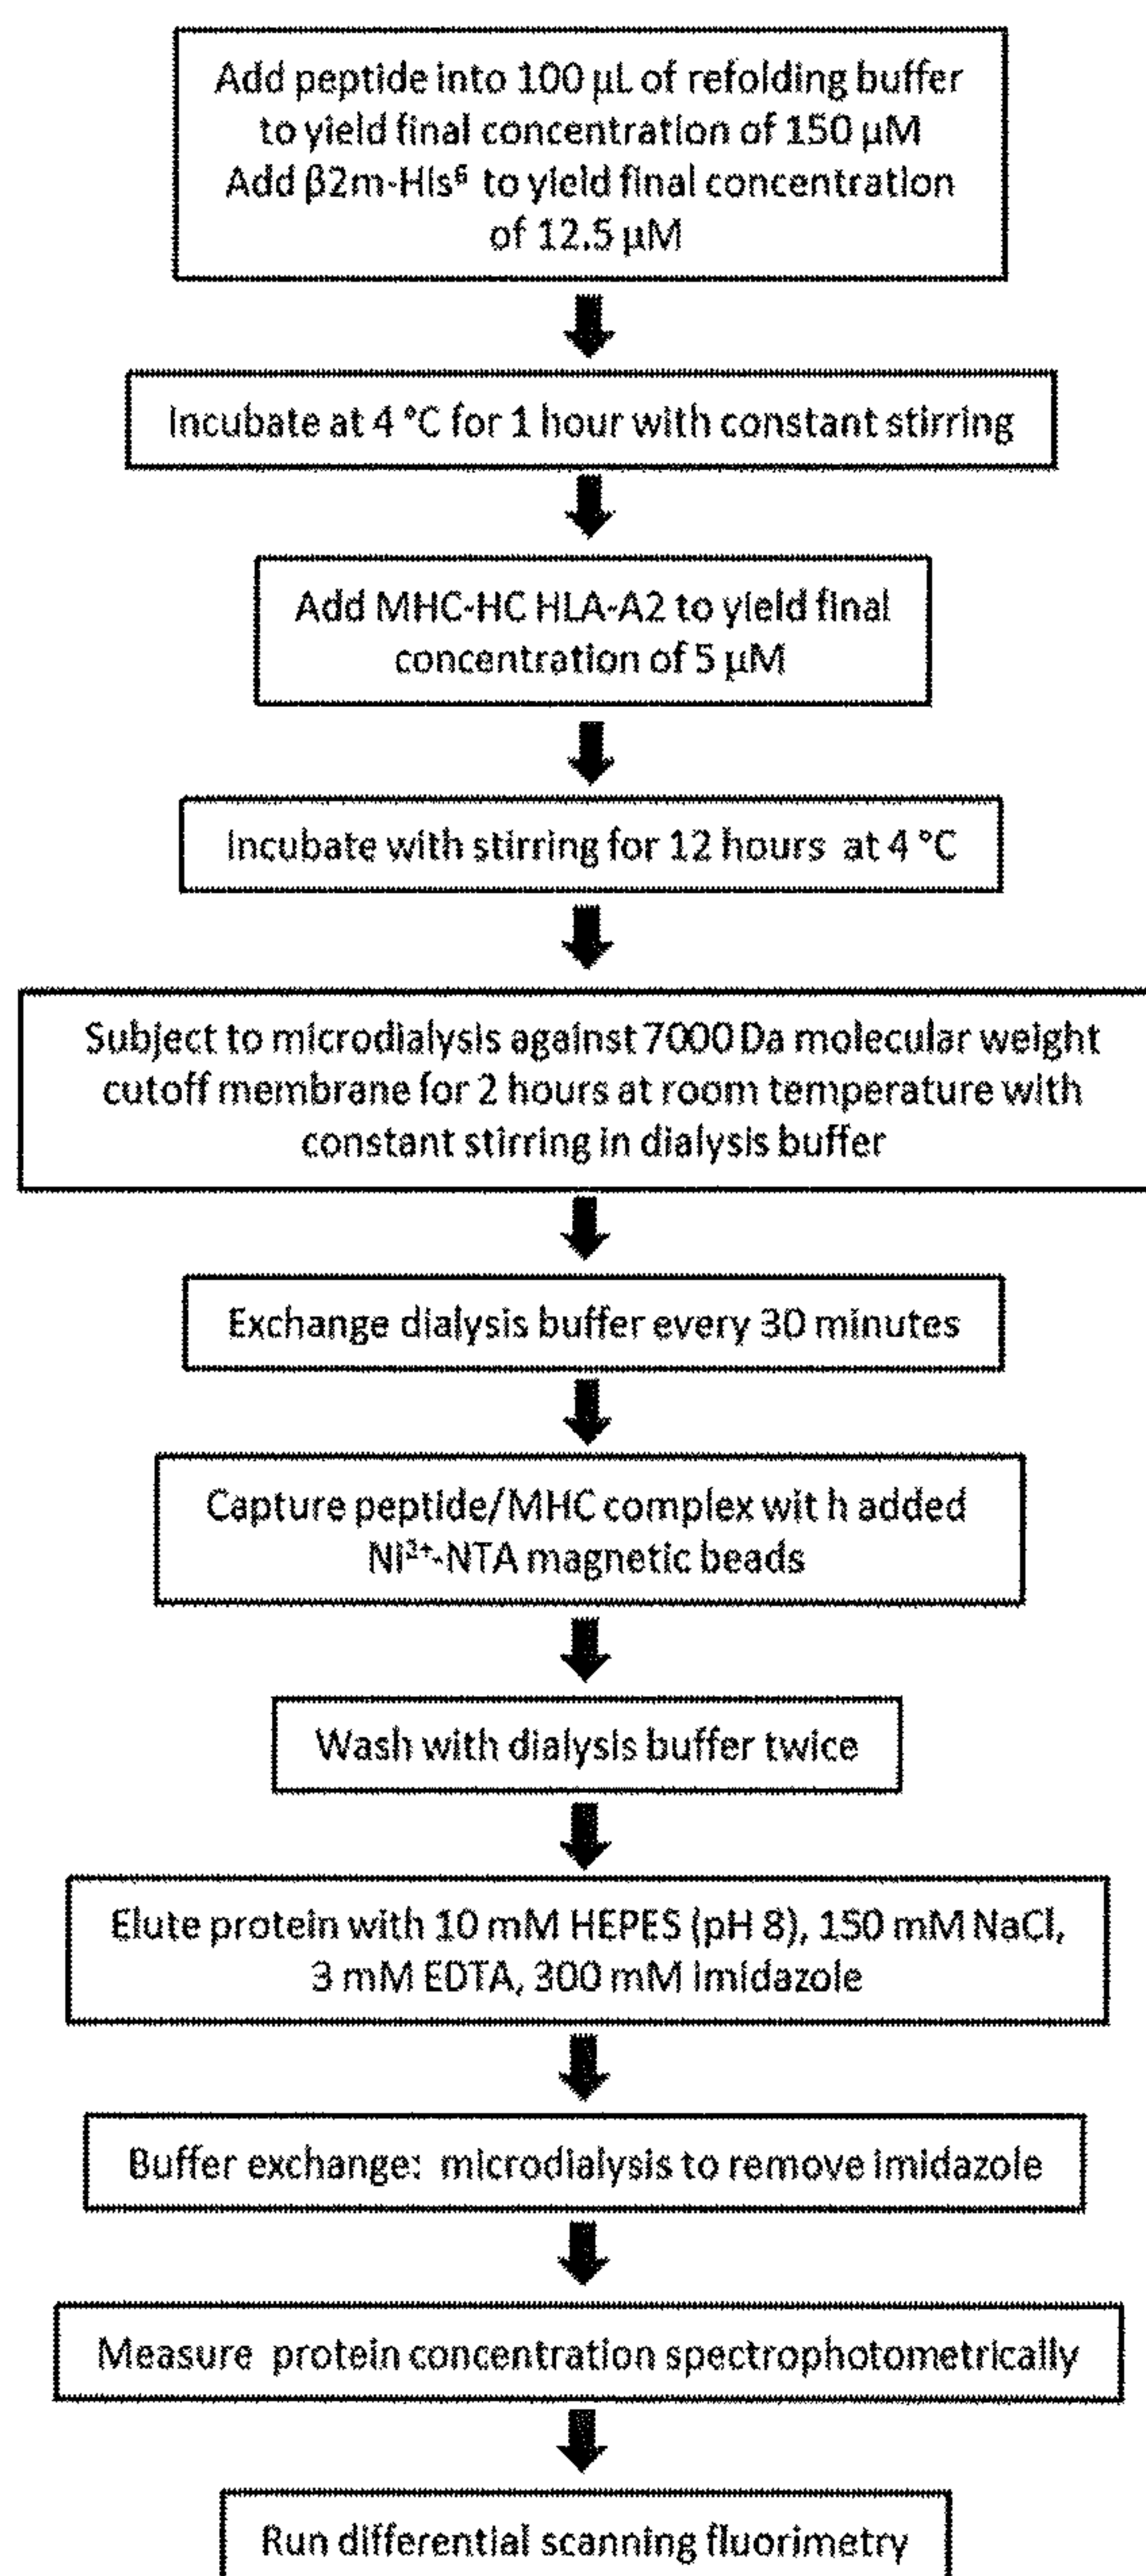 Add peptide into 100 µL of refolding buffer
to yield final concentration of 150 µM
Add β2m-His⁶ to yield final concentration
of 12.5 µM
Incubate at 4 °C for 1 hour with constant stirring
Add MHC-HC HLA-A2 to yield final
concentration of 5 µM
Incubate with stirring for 12 hours at 4 °C
Subject to microdialysis against 7000 Da molecular weight
cutoff membrane for 2 hours at room temperature with
constant stirring in dialysis buffer
Exchange dialysis buffer every 30 minutes
Capture peptide/MHC complex wit h added
Ni²⁺-NTA magnetic beads
Wash with dialysis buffer twice
Elute protein with 10 mM HEPES (pH 8), 150 mM NaCl,
3 mM EDTA, 300 mM imidazole
Buffer exchange: microdialysis to remove imidazole
Measure protein concentration spectrophotometrically
Run differential scanning fluorimetry